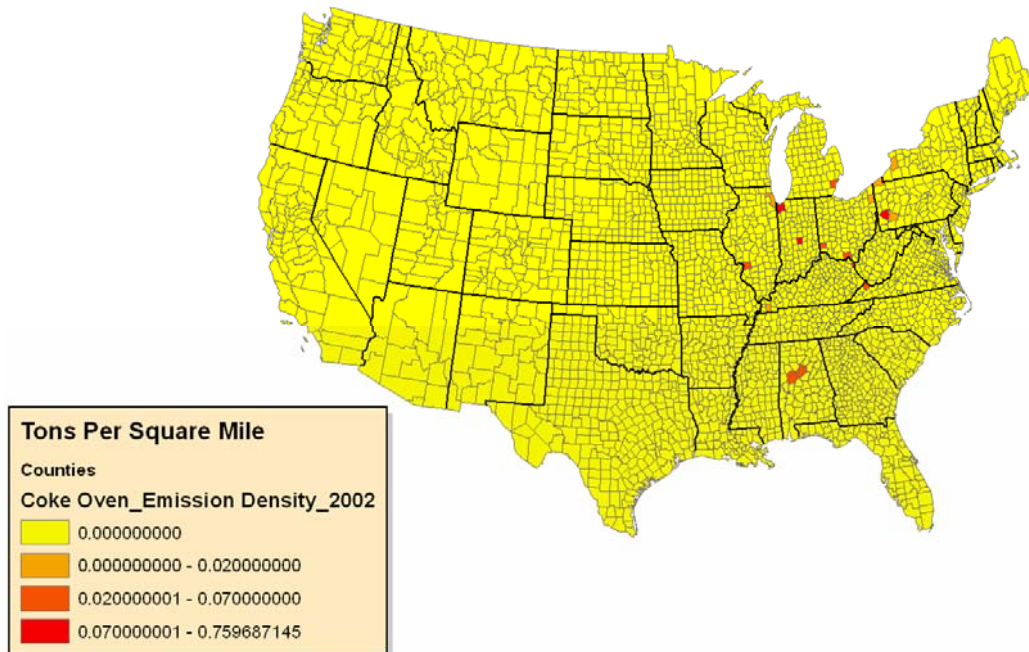 Tons Per Square Mile
Counties
Coke Oven_Emission Density_2002
0.000000000
0.000000000 - 0.020000000
0.020000001 - 0.070000000
0.070000001 - 0.759687145